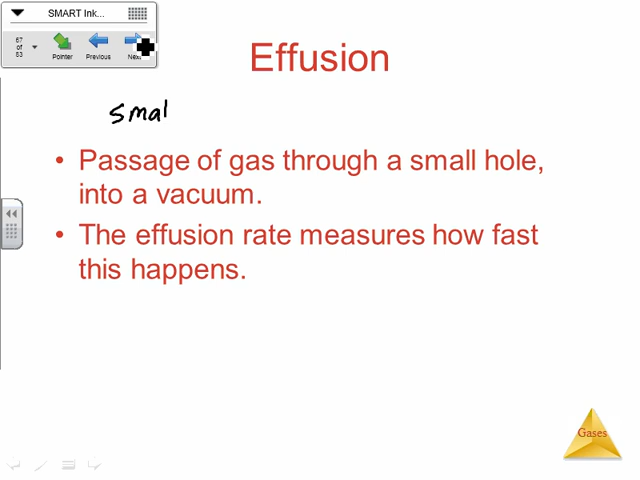 SMART Ink...
67
of
83
Pointer
Previous
Next
Effusion
smal
• Passage of gas through a small hole,
into a vacuum.
• The effusion rate measures how fast
this happens.
Gases